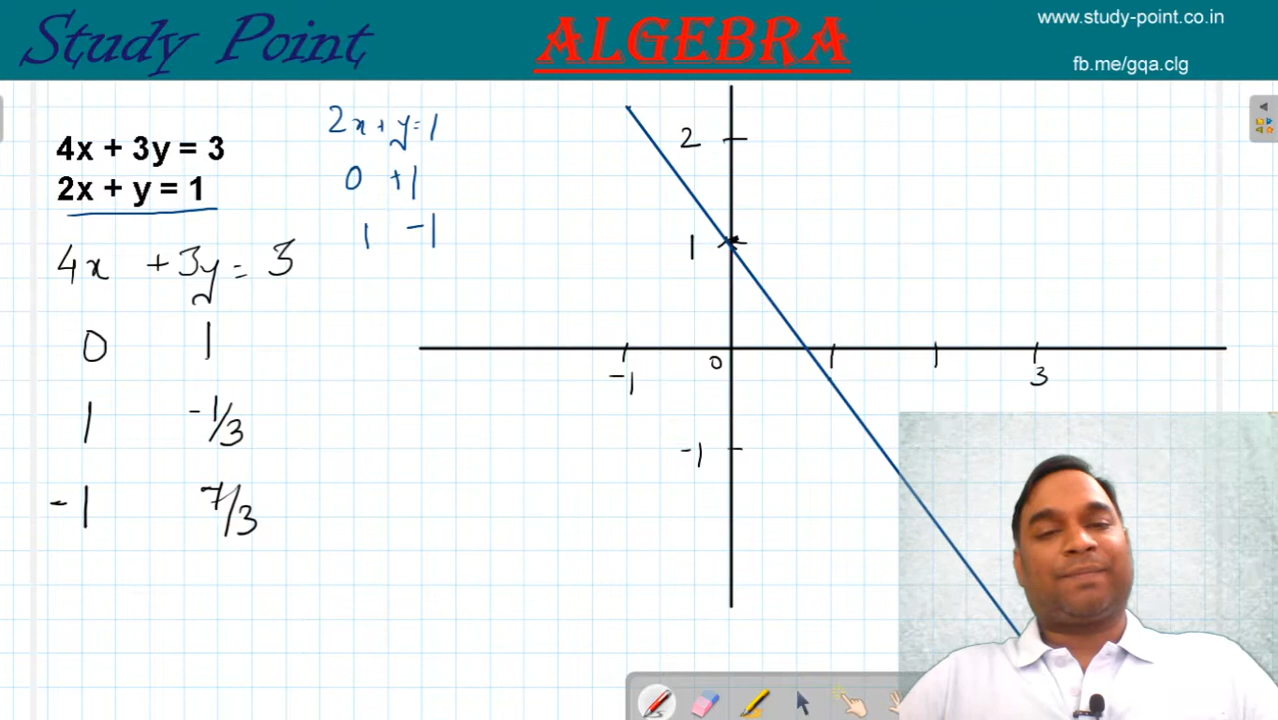 Study Point
ALGEBRA
www.study-point.co.in
fb.me/gqa.clg
4x + 3y = 3
2x + y = 1
4x + 3y = 3
0 1
1 -1/3
-1 7/3
2x + y = 1
0 +1
1 -1
2
1
-1 0 1 3
-1